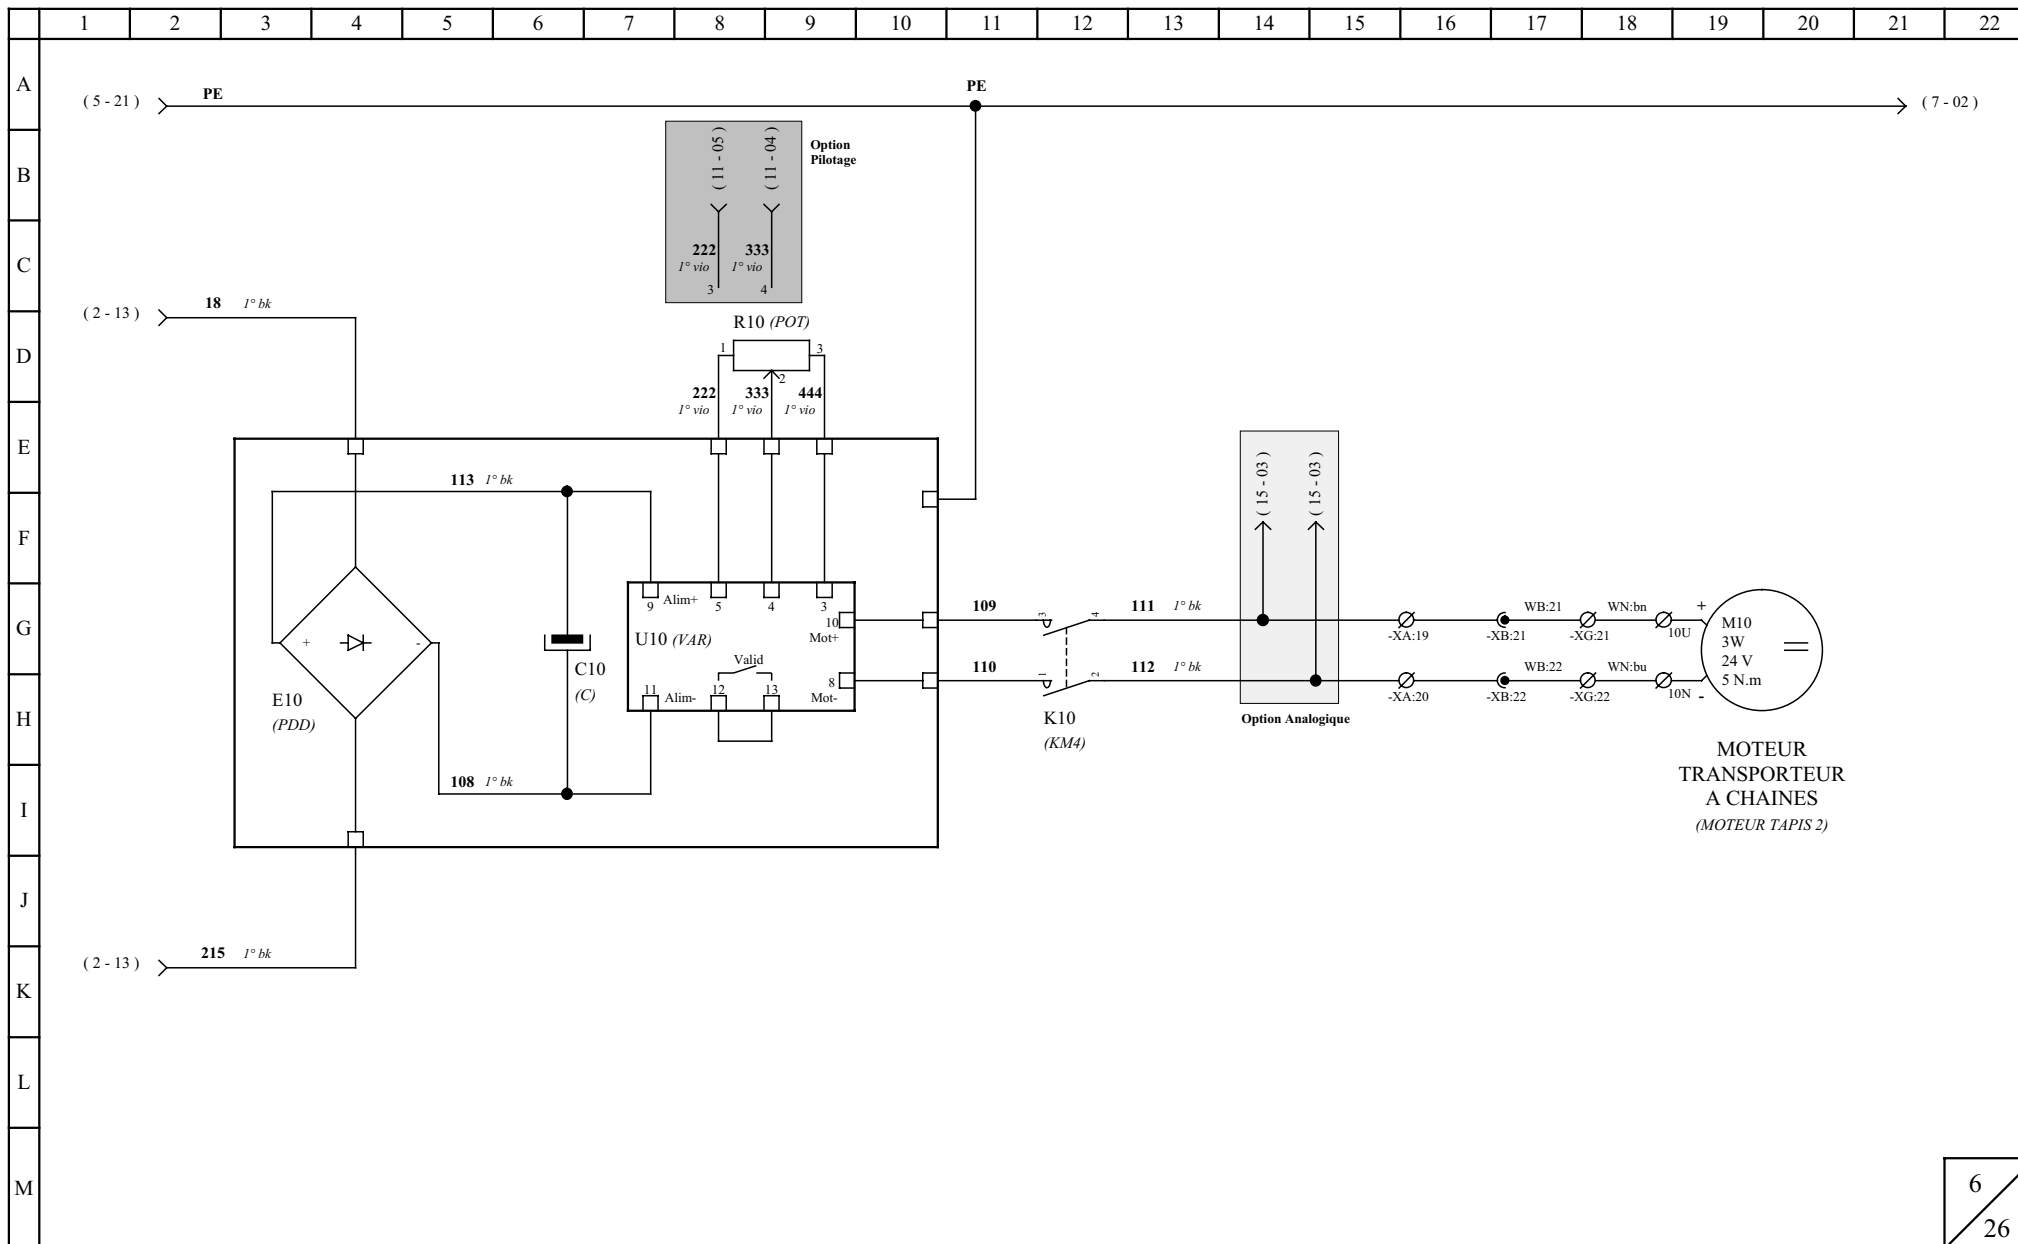 1 2 3 4 5 6 7 8 9 10 11 12 13 14 15 16 17 18 19 20 21 22
A
( 5 - 21 ) PE PE ( 7 - 02 )
B
( 11 - 05 ) ( 11 - 04 )
Option
Pilotage
C
222 333
1° vio 1° vio
3 4
( 2 - 13 ) 18 1° bk
D
R10 (POT)
1 3
2
222 333 444
1° vio 1° vio 1° vio
E
113 1° bk
( 15 - 03 ) ( 15 - 03 )
F
G
9 Alim+ 5 4 3
10
Mot+
U10 (VAR)
Valid
8
Mot-
11 Alim- 12 13
+ -
E10
(PDD)
C10
(C)
109 3 4 111 1° bk
110 1 2 112 1° bk
K10
(KM4)
Option Analogique
-XA:19 -XB:21 WB:21 -XG:21 WN:bn 10U +
-XA:20 -XB:22 WB:22 -XG:22 WN:bu 10N -
M10
3W
24 V
5 N.m
H
MOTEUR
TRANSPORTEUR
A CHAINES
(MOTEUR TAPIS 2)
I
108 1° bk
J
( 2 - 13 ) 215 1° bk
K
L
M
6
26